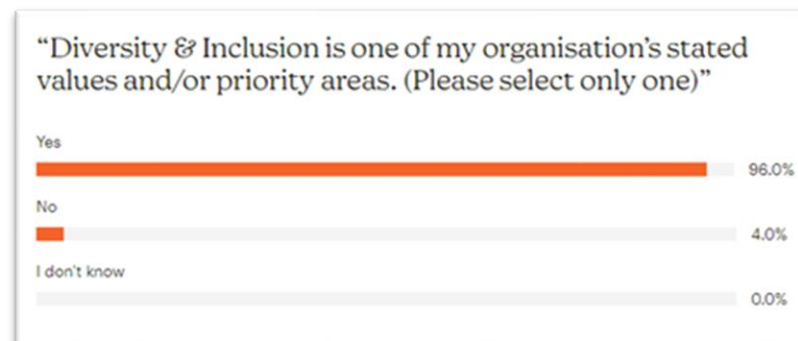 “Diversity & Inclusion is one of my organisation’s stated
values and/or priority areas. (Please select only one)”
Yes
96.0%
No
4.0%
I don't know
0.0%